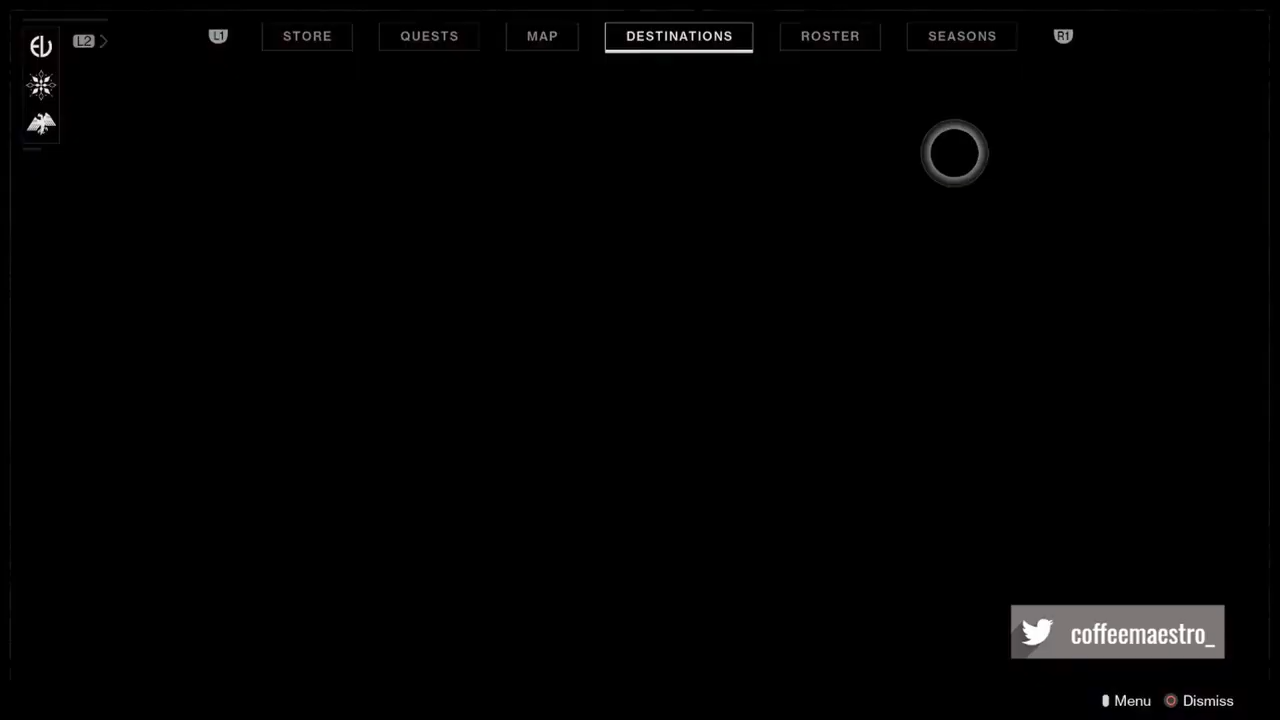 L2
L1
STORE
QUESTS
MAP
DESTINATIONS
ROSTER
SEASONS
R1
coffeemaestro_
Menu
Dismiss